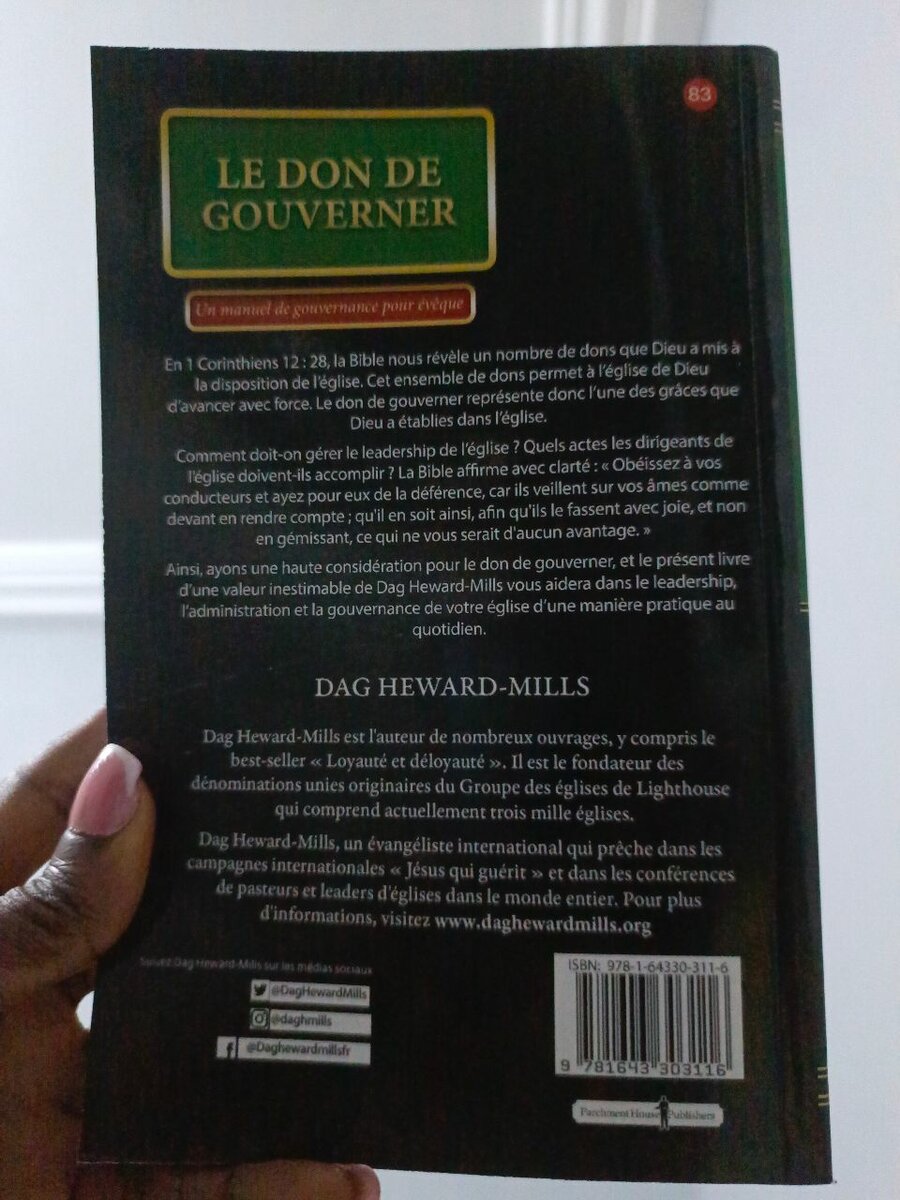 83
LE DON DE
GOUVERNER
Un manuel de gouvernance pour évêque
En 1 Corinthiens 12 : 28, la Bible nous révèle un nombre de dons que Dieu a mis à
la disposition de l'église. Cet ensemble de dons permet à l'église de Dieu
d'avancer avec force. Le don de gouverner représente donc l'une des grâces que
Dieu a établies dans l'église.
Comment doit-on gérer le leadership de l'église ? Quels actes les dirigeants de
l'église doivent-ils accomplir ? La Bible affirme avec clarté : « Obéissez à vos
conducteurs et ayez pour eux de la déférence, car ils veillent sur vos âmes comme
devant en rendre compte ; qu'il en soit ainsi, afin qu'ils le fassent avec joie, et non
en gémissant, ce qui ne vous serait d'aucun avantage. »
Ainsi, ayons une haute considération pour le don de gouverner, et le présent livre
d'une valeur inestimable de Dag Heward-Mills vous aidera dans le leadership,
l'administration et la gouvernance de votre église d'une manière pratique au
quotidien.
DAG HEWARD-MILLS
Dag Heward-Mills est l'auteur de nombreux ouvrages, y compris le
best-seller « Loyauté et déloyauté ». Il est le fondateur des
dénominations unies originaires du Groupe des églises de Lighthouse
qui comprend actuellement trois mille églises.
Dag Heward-Mills, un évangéliste international qui prêche dans les
campagnes internationales « Jésus qui guérit » et dans les conférences
de pasteurs et leaders d'églises dans le monde entier. Pour plus
d'informations, visitez www.daghewardmills.org
Suivez Dag Heward-Mills sur les médias sociaux
@DagHewardMills
@daghmills
@Daghewardmillsfr
ISBN: 978-1-64330-311-6
9 781643 303116
Parchment House Publishers